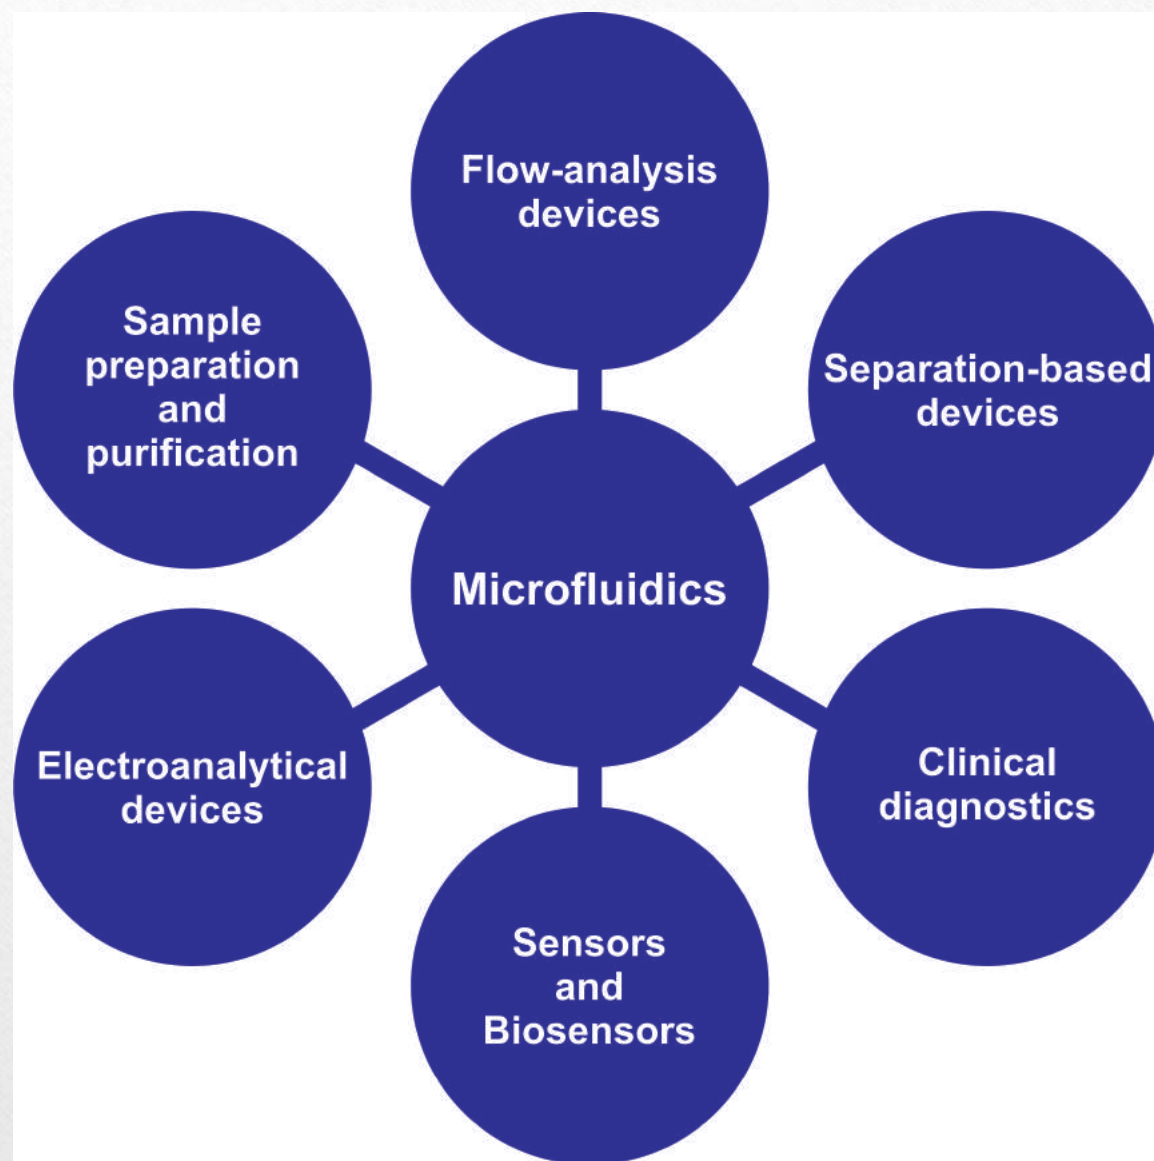 Flow-analysis
devices
Separation-based
devices
Clinical
diagnostics
Sensors
and
Biosensors
Electroanalytical
devices
Sample
preparation
and
purification
Microfluidics